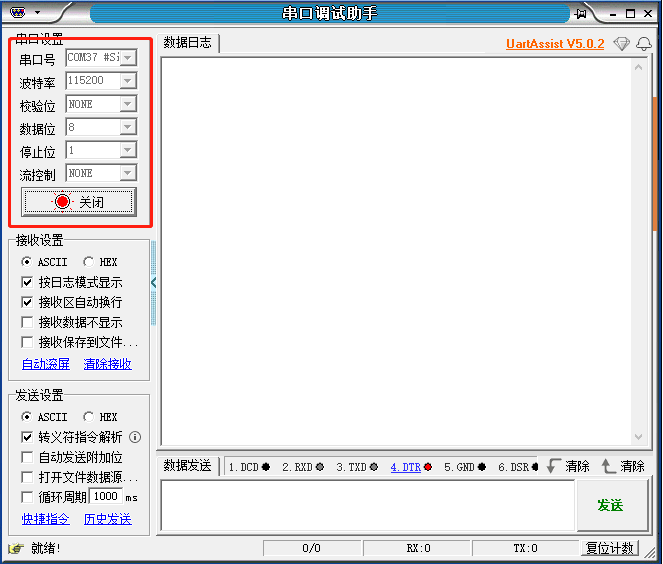 串口调试助手
串口设置
串口号 COM37 #Si
波特率 115200
校验位 NONE
数据位 8
停止位 1
流控制 NONE
关闭
接收设置
ASCII HEX
按日志模式显示
接收区自动换行
接收数据不显示
接收保存到文件...
自动滚屏 清除接收
发送设置
ASCII HEX
转义符指令解析
自动发送附加位
打开文件数据源...
循环周期 1000 ms
快捷指令 历史发送
数据日志 UartAssist V5.0.2
数据发送 1.DCD 2.RXD 3.TXD 4.DTR 5.GND 6.DSR 清除 清除
发送
就绪! 0/0 RX:0 TX:0 复位计数